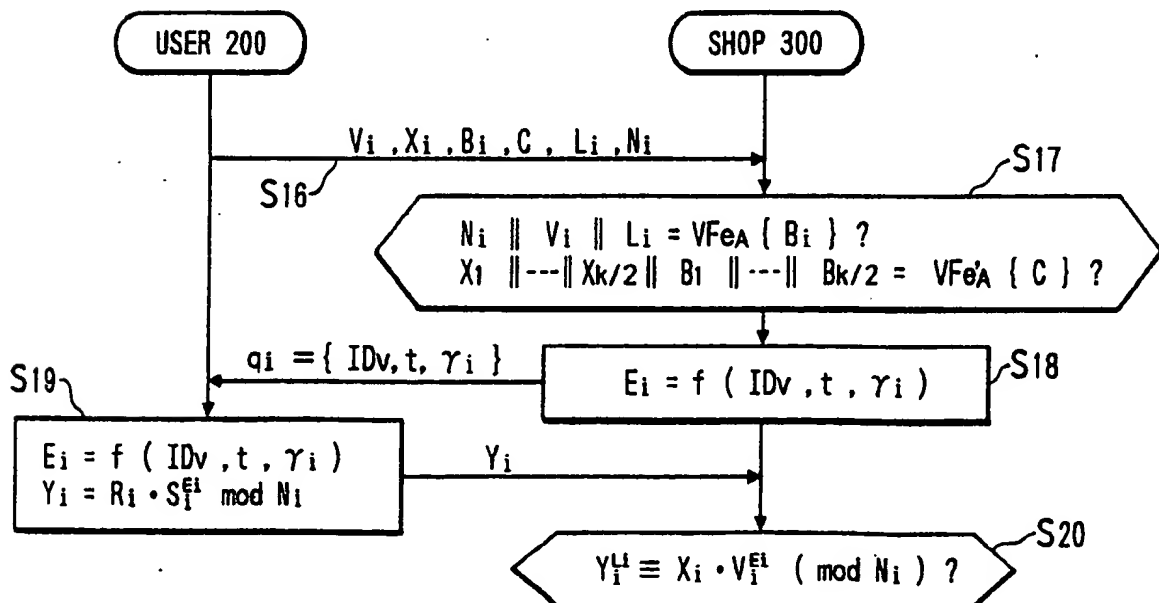 USER 200
SHOP 300
Vi , Xi , Bi , C , Li , Ni
S16
S17
Ni ‖ Vi ‖ Li = VFeA { Bi } ?
X1 ‖---‖ Xk/2 ‖ B1 ‖---‖ Bk/2 = VFe'A { C } ?
qi = { IDv, t, γi }
S18
Ei = f ( IDv , t , γi )
S19
Ei = f ( IDv , t , γi )
Yi = Ri · Si^Ei mod Ni
Yi
S20
Yi^Li ≡ Xi · Vi^Ei ( mod Ni ) ?